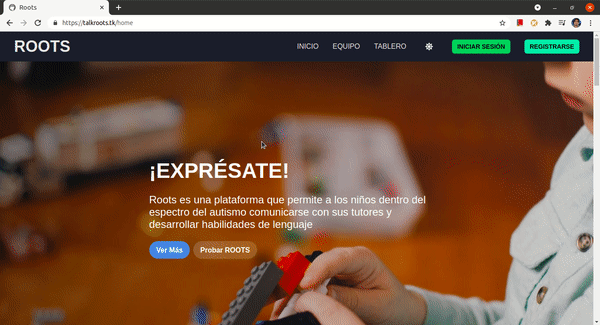 Roots
https://talkroots.tk/home
ROOTS
INICIO
EQUIPO
TABLERO
INICIAR SESIÓN
REGISTRARSE
¡EXPRÉSATE!
Roots es una plataforma que permite a los niños dentro del
espectro del autismo comunicarse con sus tutores y
desarrollar habilidades de lenguaje
Ver Más
Probar ROOTS